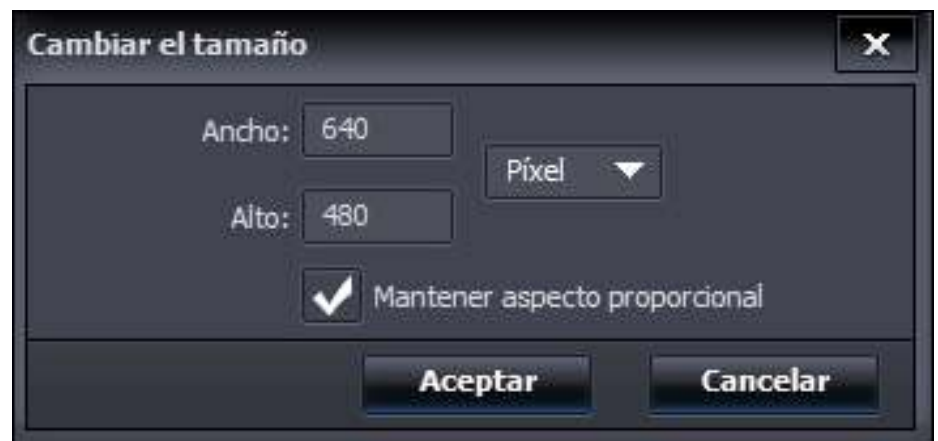 Cambiar el tamaño
Ancho: 640
Píxel
Alto: 480
Mantener aspecto proporcional
Aceptar Cancelar